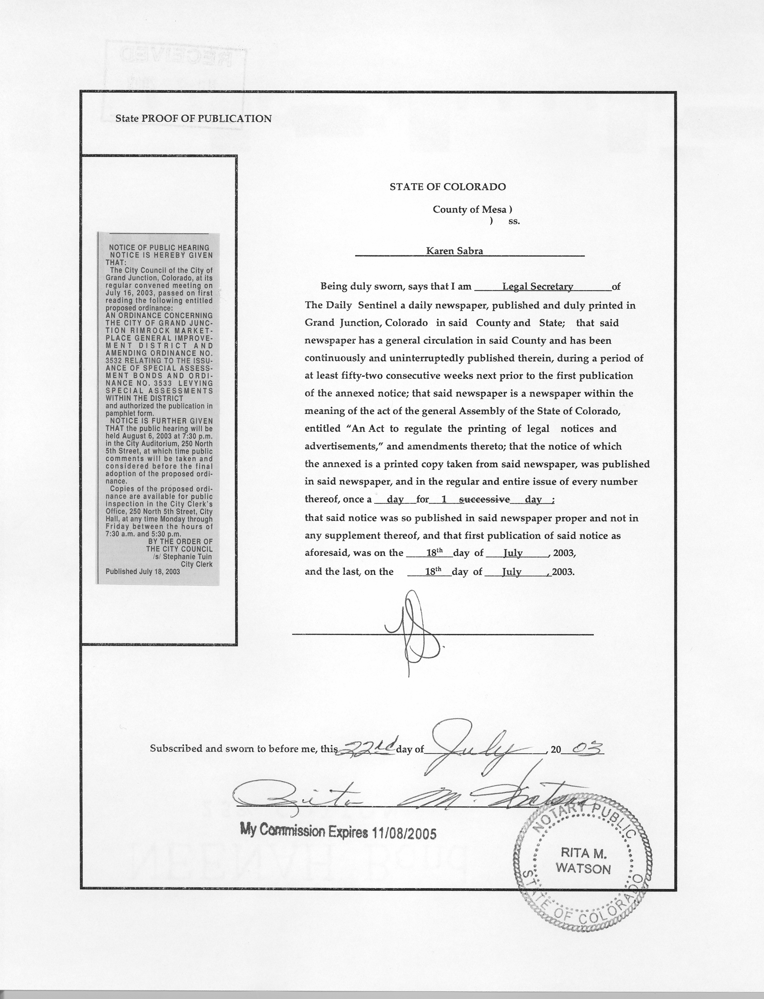 RECEIVED
State PROOF OF PUBLICATION
NOTICE OF PUBLIC HEARING
NOTICE IS HEREBY GIVEN
THAT:
The City Council of the City of
Grand Junction, Colorado, at its
regular convened meeting on
July 16, 2003, passed on first
reading the following entitled
proposed ordinance:
AN ORDINANCE CONCERNING
THE CITY OF GRAND JUNC-
TION RIMROCK MARKET-
PLACE GENERAL IMPROVE-
MENT DISTRICT AND
AMENDING ORDINANCE NO.
3532 RELATING TO THE ISSU-
ANCE OF SPECIAL ASSESS-
MENT BONDS AND ORDI-
NANCE NO. 3533 LEVYING
SPECIAL ASSESSMENTS
WITHIN THE DISTRICT
and authorized the publication in
pamphlet form.
NOTICE IS FURTHER GIVEN
THAT the public hearing will be
held August 6, 2003 at 7:30 p.m.
in the City Auditorium, 250 North
5th Street, at which time public
comments will be taken and
considered before the final
adoption of the proposed ordi-
nance.
Copies of the proposed ordi-
nance are available for public
inspection in the City Clerk's
Office, 250 North 5th Street, City
Hall, at any time Monday through
Friday between the hours of
7:30 a.m. and 5:30 p.m.
BY THE ORDER OF
THE CITY COUNCIL
/s/ Stephanie Tuin
City Clerk
Published July 18, 2003
STATE OF COLORADO
County of Mesa )
) ss.
Karen Sabra
Being duly sworn, says that I am Legal Secretary of
The Daily Sentinel a daily newspaper, published and duly printed in
Grand Junction, Colorado in said County and State; that said
newspaper has a general circulation in said County and has been
continuously and uninterruptedly published therein, during a period of
at least fifty-two consecutive weeks next prior to the first publication
of the annexed notice; that said newspaper is a newspaper within the
meaning of the act of the general Assembly of the State of Colorado,
entitled “An Act to regulate the printing of legal notices and
advertisements,” and amendments thereto; that the notice of which
the annexed is a printed copy taken from said newspaper, was published
in said newspaper, and in the regular and entire issue of every number
thereof, once a day for 1 successive day ;
that said notice was so published in said newspaper proper and not in
any supplement thereof, and that first publication of said notice as
aforesaid, was on the 18th day of July , 2003,
and the last, on the 18th day of July , 2003.
Subscribed and sworn to before me, this 22nd day of July , 20 03
Rita M. Watson
My Commission Expires 11/08/2005
NOTARY PUBLIC
RITA M.
WATSON
STATE OF COLORADO